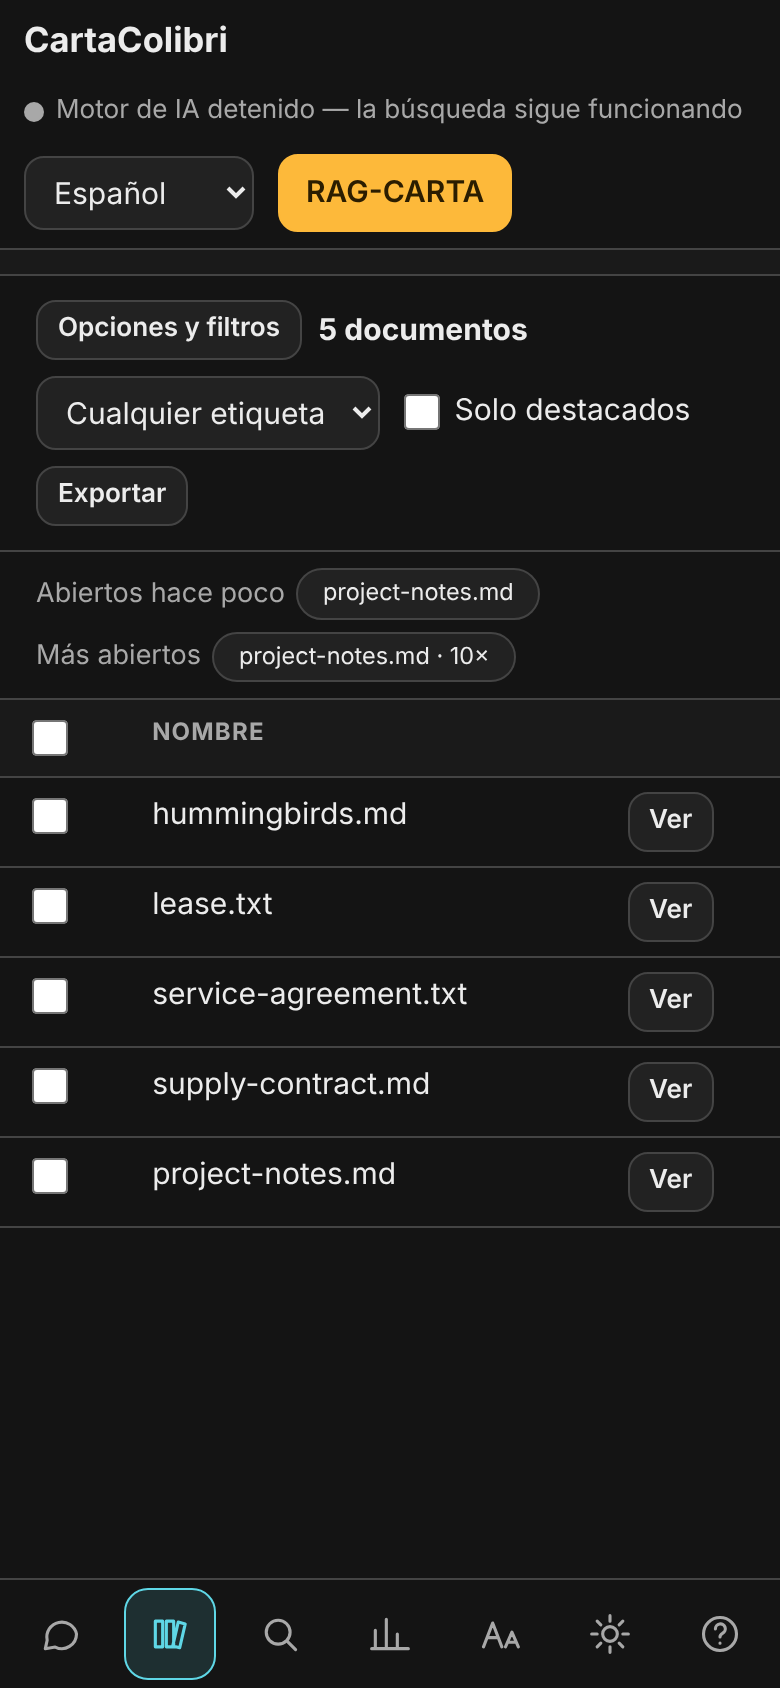 CartaColibri
Motor de IA detenido — la búsqueda sigue funcionando
Español
RAG-CARTA
Opciones y filtros
5 documentos
Cualquier etiqueta
Solo destacados
Exportar
Abiertos hace poco
project-notes.md
Más abiertos
project-notes.md · 10×
NOMBRE
hummingbirds.md
Ver
lease.txt
Ver
service-agreement.txt
Ver
supply-contract.md
Ver
project-notes.md
Ver
AA
?